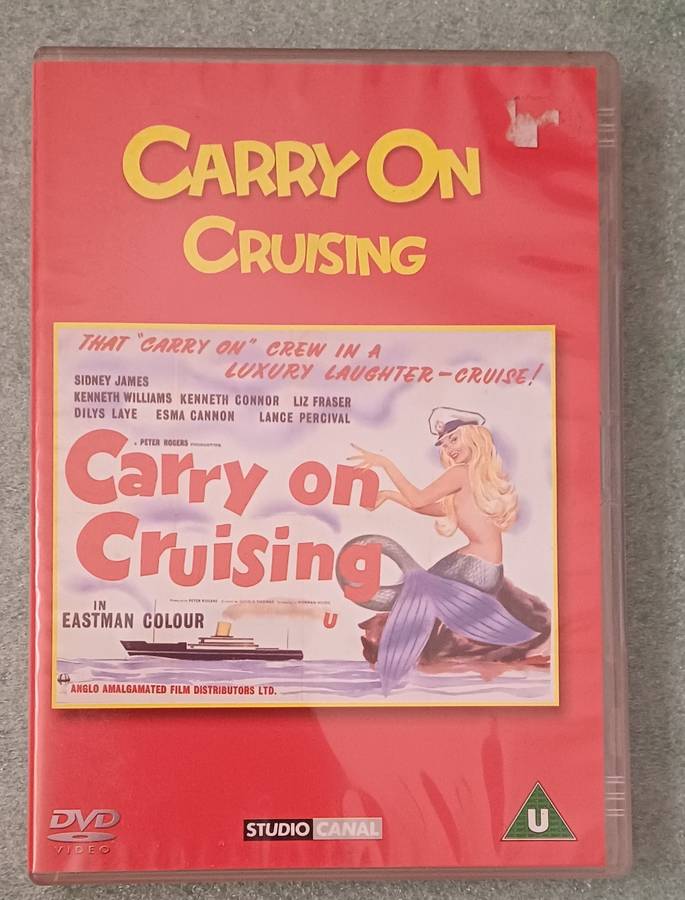 CARRY ON
CRUISING
THAT "CARRY ON" CREW IN A
LUXURY LAUGHTER-CRUISE!
SIDNEY JAMES
KENNETH WILLIAMS KENNETH CONNOR LIZ FRASER
DILYS LAYE ESMA CANNON LANCE PERCIVAL
A PETER ROGERS PRODUCTION
Carry on
Cruising
IN
EASTMAN COLOUR
U
ANGLO AMALGAMATED FILM DISTRIBUTORS LTD.
DVD
VIDEO
STUDIO CANAL
U